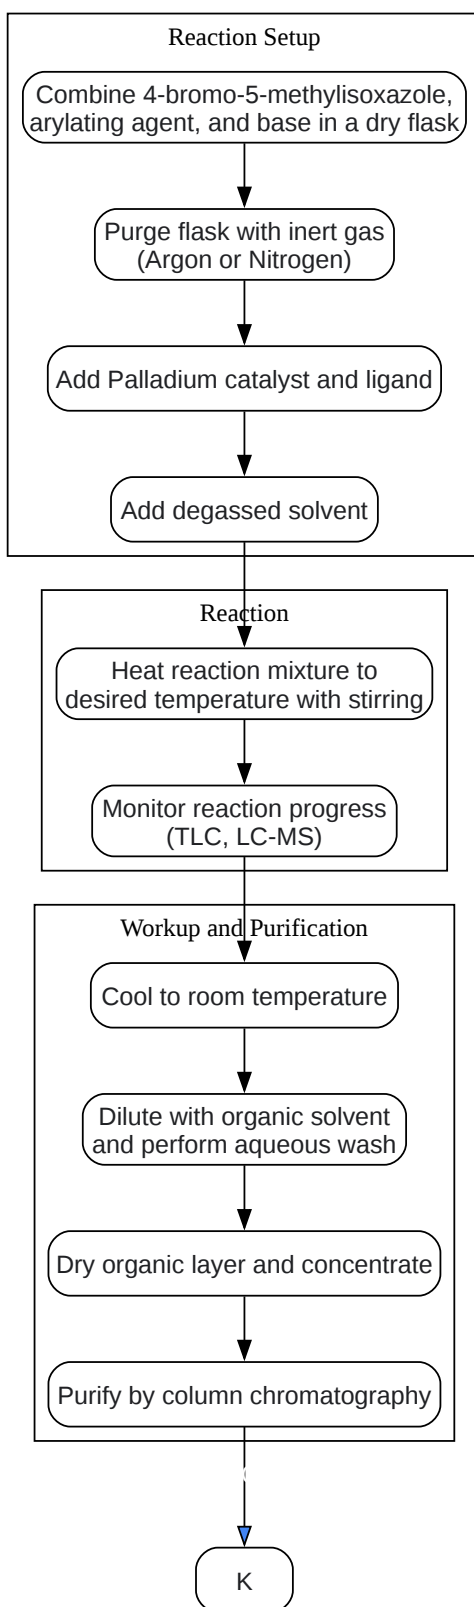 Reaction Setup
Combine 4-bromo-5-methylisoxazole,
arylating agent, and base in a dry flask
Purge flask with inert gas
(Argon or Nitrogen)
Add Palladium catalyst and ligand
Add degassed solvent
Reaction
Heat reaction mixture to
desired temperature with stirring
Monitor reaction progress
(TLC, LC-MS)
Workup and Purification
Cool to room temperature
Dilute with organic solvent
and perform aqueous wash
Dry organic layer and concentrate
Purify by column chromatography
K